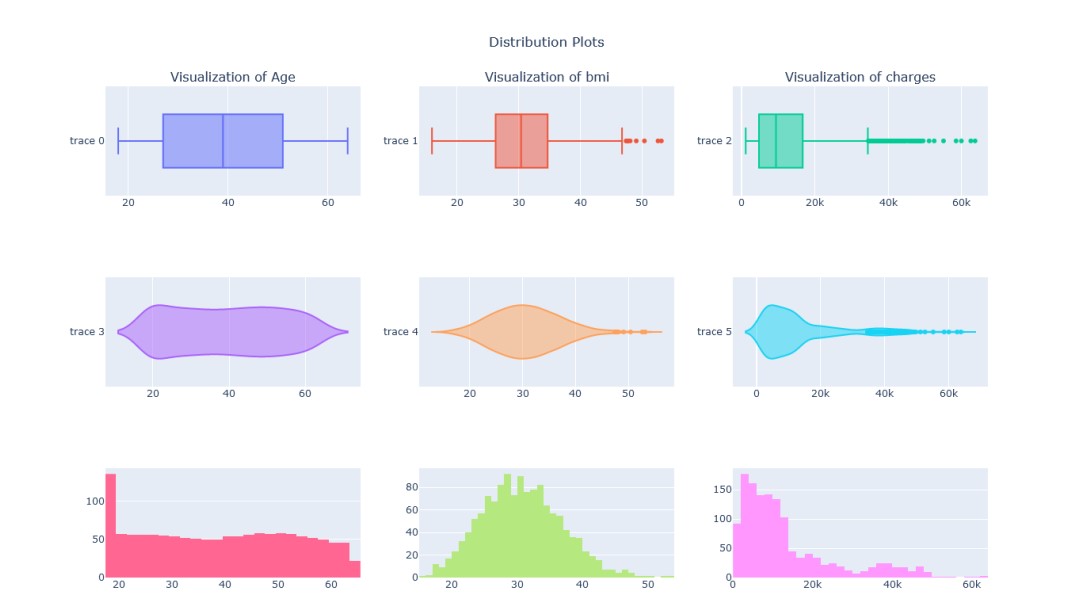 Distribution Plots
Visualization of Age Visualization of bmi Visualization of charges
trace 0 trace 1 trace 2
20 40 60 20 30 40 50 0 20k 40k 60k
trace 3 trace 4 trace 5
20 40 60 20 30 40 50 0 20k 40k 60k
100 80 150
60 100
50 40 50
20
0 0 0
20 30 40 50 60 20 30 40 50 0 20k 40k 60k